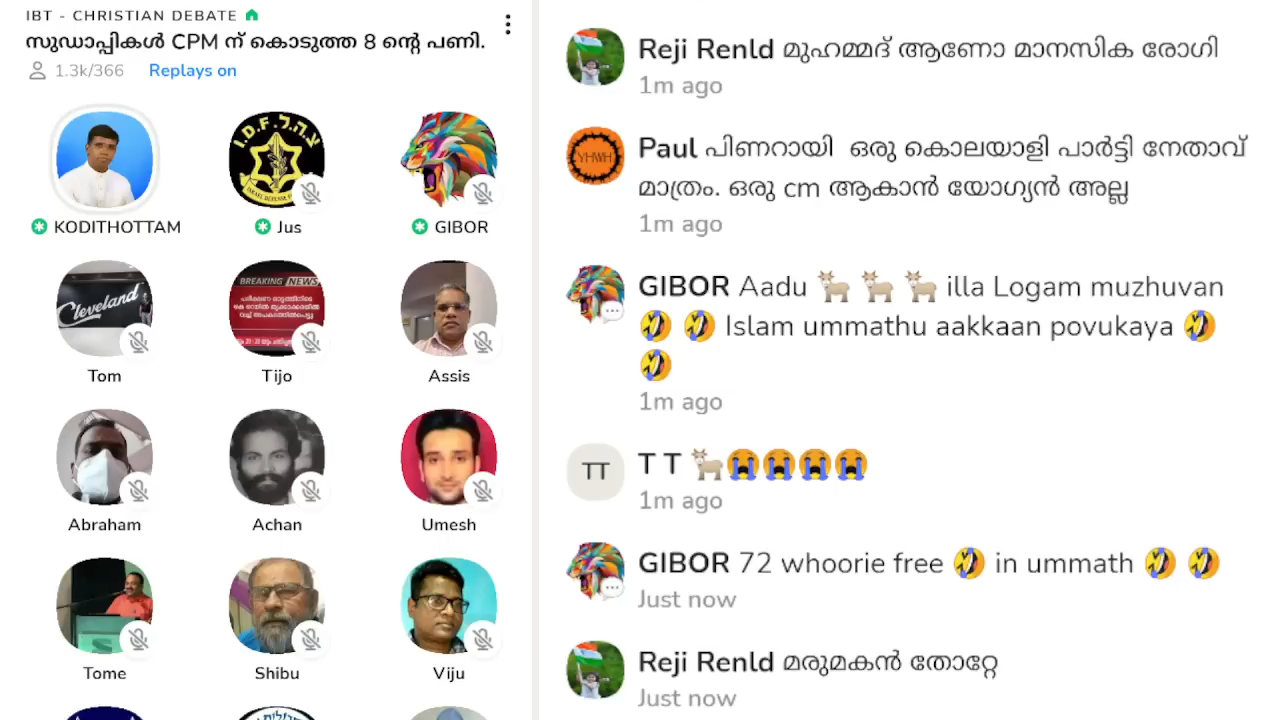 IBT - CHRISTIAN DEBATE
സുഡാപ്പികൾ CPM ന് കൊടുത്ത 8 ന്റെ പണി.
1.3k/366 Replays on
I.D.F. צ.ה.ל.
KODITHOTTAM Jus GIBOR
Cleveland
BREAKING NEWS
Tom Tijo Assis
Abraham Achan Umesh
Tome Shibu Viju
Reji Renld മുഹമ്മദ് ആണോ മാനസിക രോഗി
1m ago
YHWH
Paul പിണറായി ഒരു കൊലയാളി പാർട്ടി നേതാവ്
മാത്രം. ഒരു cm ആകാൻ യോഗ്യൻ അല്ല
1m ago
GIBOR Aadu 🐐 🐐 🐐 illa Logam muzhuvan
🤣 🤣 Islam ummathu aakkaan povukaya 🤣
🤣
1m ago
TT
T T 🐐😭😭😭😭
1m ago
GIBOR 72 whoorie free 🤣 in ummath 🤣 🤣
Just now
Reji Renld മരുമകൻ തോറ്റേ
Just now